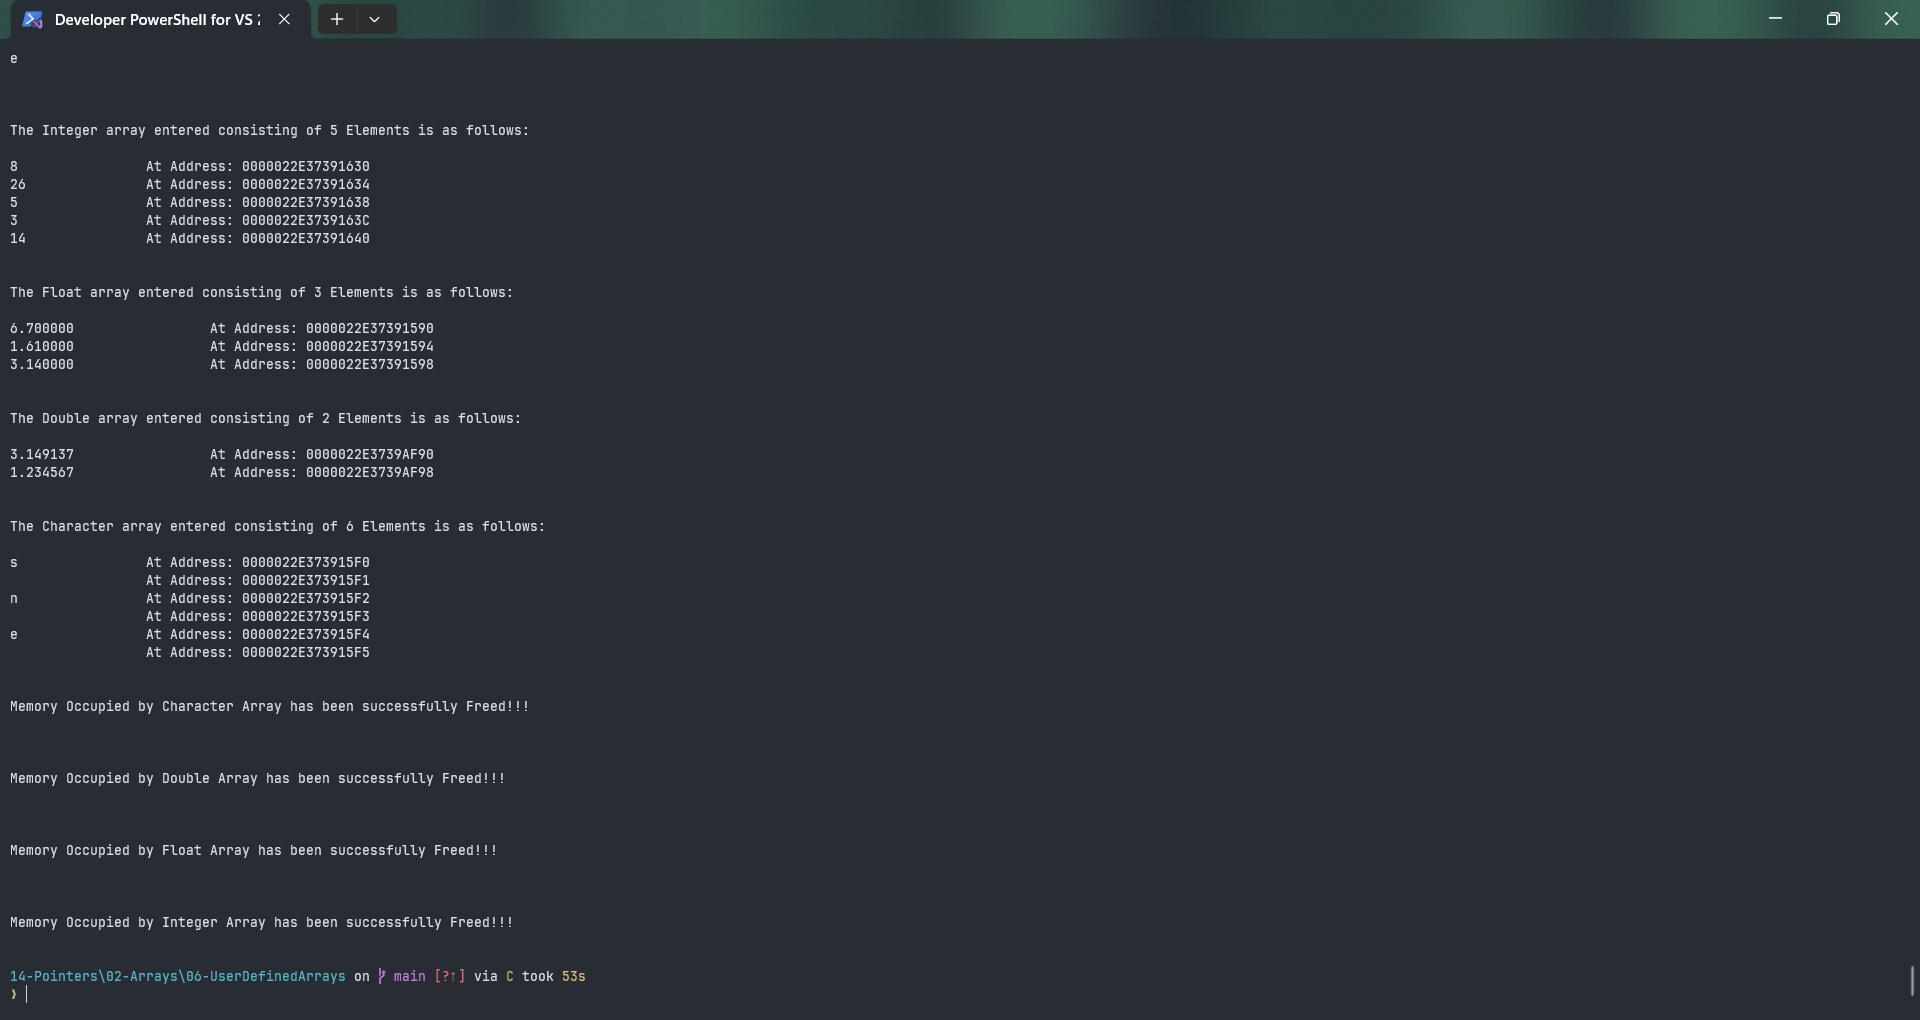 Developer PowerShell for VS 2
e
The Integer array entered consisting of 5 Elements is as follows:
8 At Address: 0000022E37391630
26 At Address: 0000022E37391634
5 At Address: 0000022E37391638
3 At Address: 0000022E3739163C
14 At Address: 0000022E37391640
The Float array entered consisting of 3 Elements is as follows:
6.700000 At Address: 0000022E37391590
1.610000 At Address: 0000022E37391594
3.140000 At Address: 0000022E37391598
The Double array entered consisting of 2 Elements is as follows:
3.149137 At Address: 0000022E3739AF90
1.234567 At Address: 0000022E3739AF98
The Character array entered consisting of 6 Elements is as follows:
s At Address: 0000022E373915F0
At Address: 0000022E373915F1
n At Address: 0000022E373915F2
At Address: 0000022E373915F3
e At Address: 0000022E373915F4
At Address: 0000022E373915F5
Memory Occupied by Character Array has been successfully Freed!!!
Memory Occupied by Double Array has been successfully Freed!!!
Memory Occupied by Float Array has been successfully Freed!!!
Memory Occupied by Integer Array has been successfully Freed!!!
14-Pointers\02-Arrays\06-UserDefinedArrays on main [?↑] via C took 53s
❯